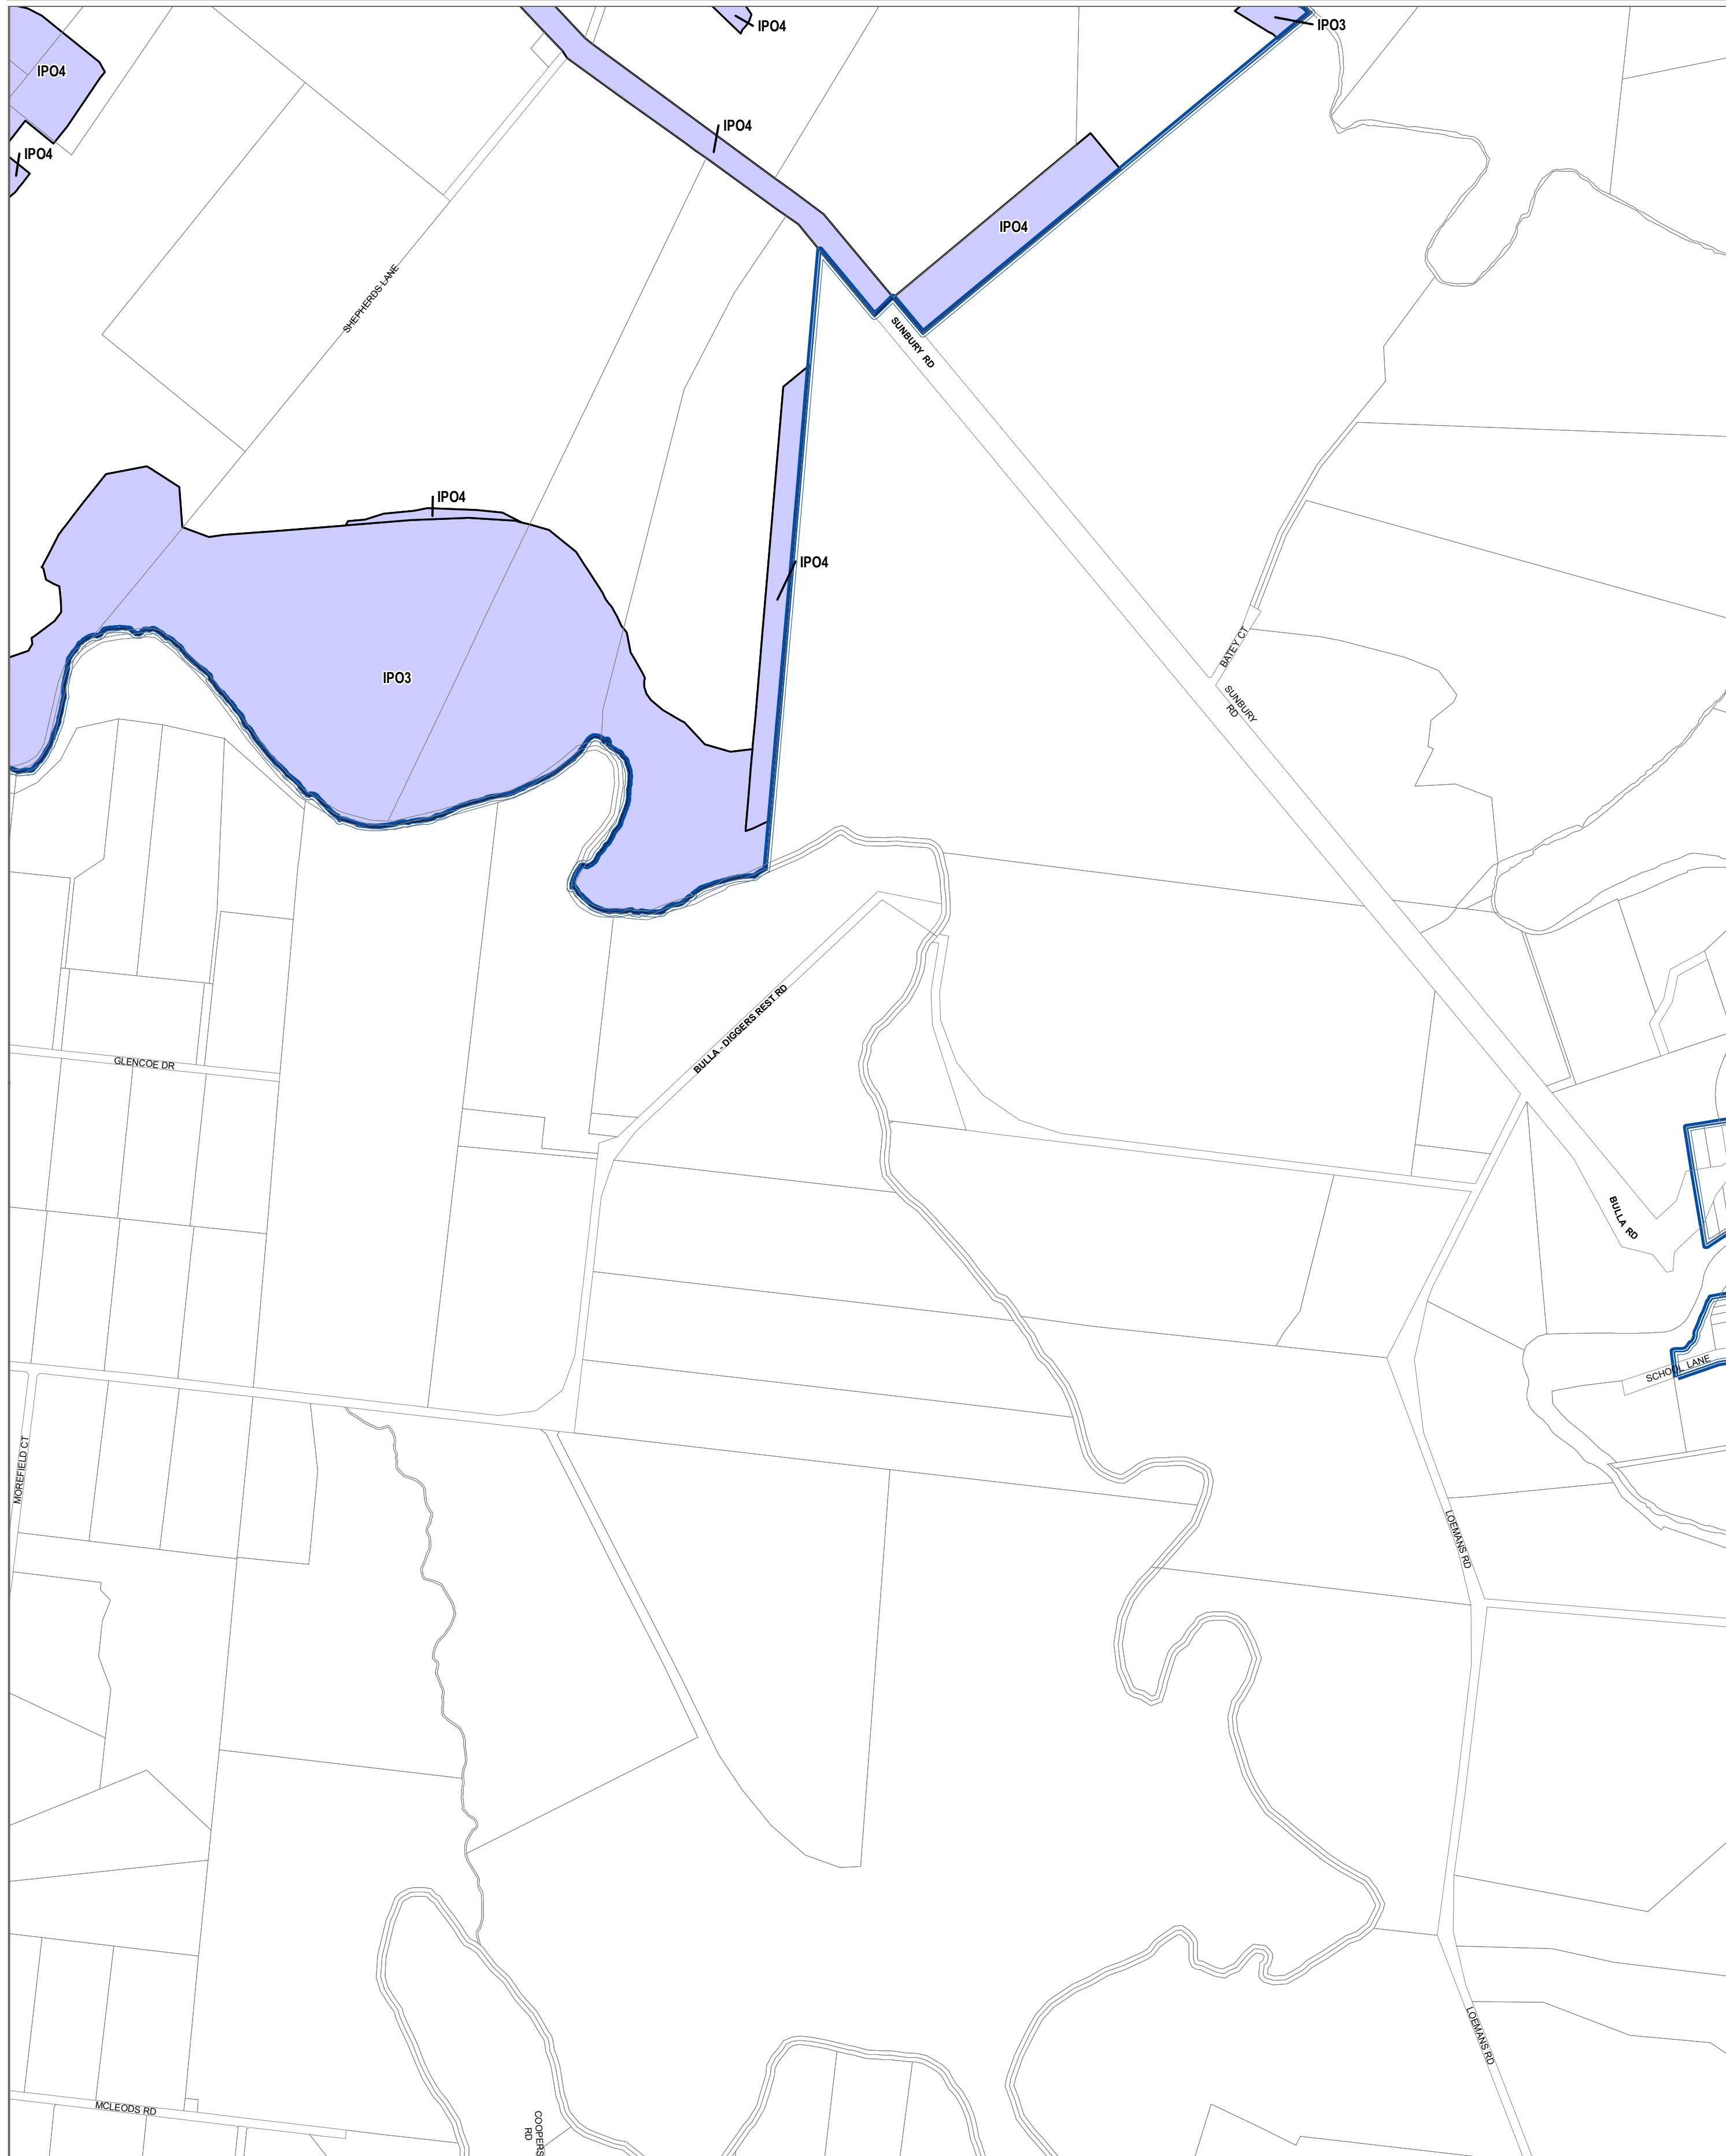 IPO4
IPO3
IPO4
IPO4
IPO4
IPO4
SHEPHERDS LANE
SUNBURY RD
IPO4
IPO4
BATEY CT
IPO3
SUNBURY
RD
BULLA - DIGGERS REST RD
GLENCOE DR
BULLA RD
SCHOOL LANE
MOREFIELD CT
LOEMANS RD
LOEMANS RD
MCLEODS RD
COOPERS
RD